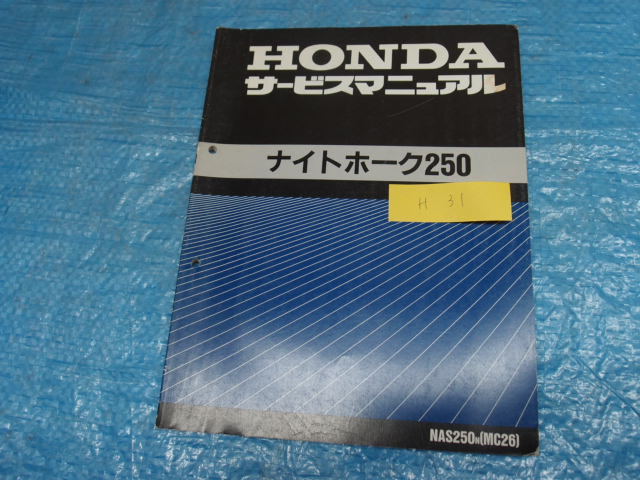 HONDA
サービスマニュアル
ナイトホーク250
H 31
NAS250N(MC26)